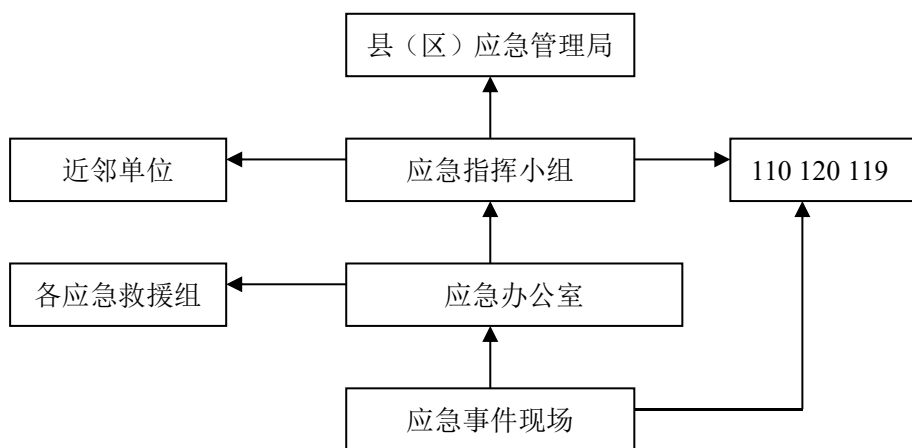 县（区）应急管理局
近邻单位
应急指挥小组
110 120 119
各应急救援组
应急办公室
应急事件现场